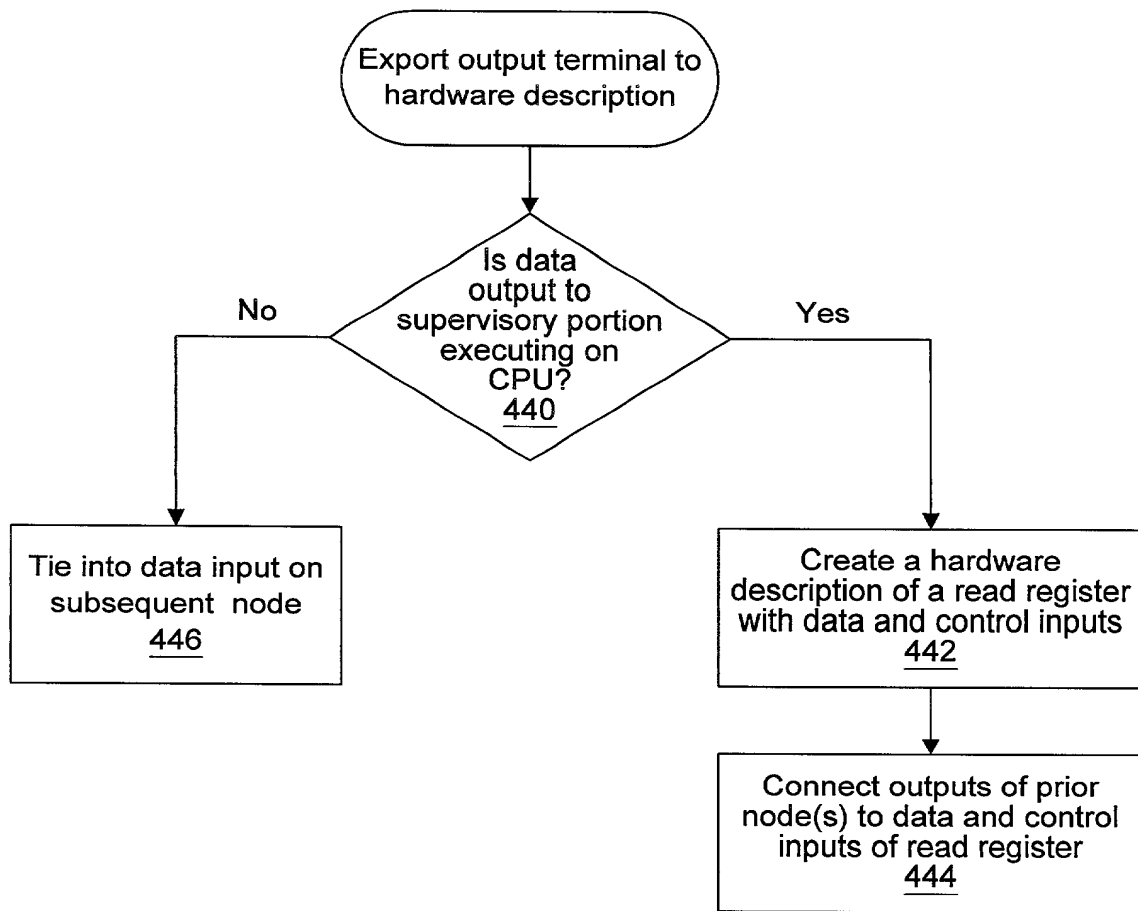 Export output terminal to
hardware description
Is data
output to
supervisory portion
executing on
CPU?
440
No
Yes
Tie into data input on
subsequent node
446
Create a hardware
description of a read register
with data and control inputs
442
Connect outputs of prior
node(s) to data and control
inputs of read register
444